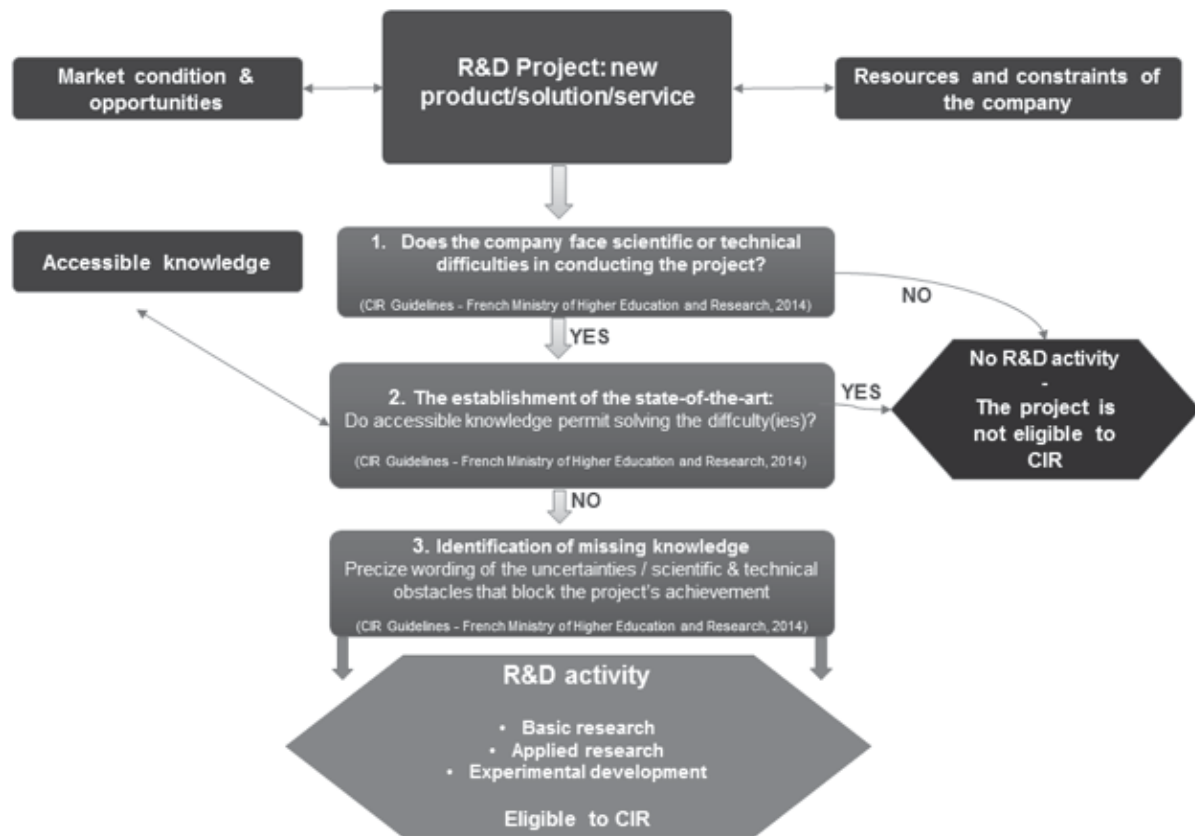 R&D Project: new
product/solution/service
Market condition &
opportunities
Resources and constraints of
the company
1. Does the company face scientific or technical
difficulties in conducting the project?
(CIR Guidelines - French Ministry of Higher Education and Research, 2014)
Accessible knowledge
NO
YES
No R&D activity
-
The project is
not eligible to
CIR
2. The establishment of the state-of-the-art:
Do accessible knowledge permit solving the diffculty(ies)?
(CIR Guidelines - French Ministry of Higher Education and Research, 2014)
YES
NO
3. Identification of missing knowledge
Precize wording of the uncertainties / scientific & technical
obstacles that block the project's achievement
(CIR Guidelines - French Ministry of Higher Education and Research, 2014)
R&D activity
• Basic research
• Applied research
• Experimental development
Eligible to CIR